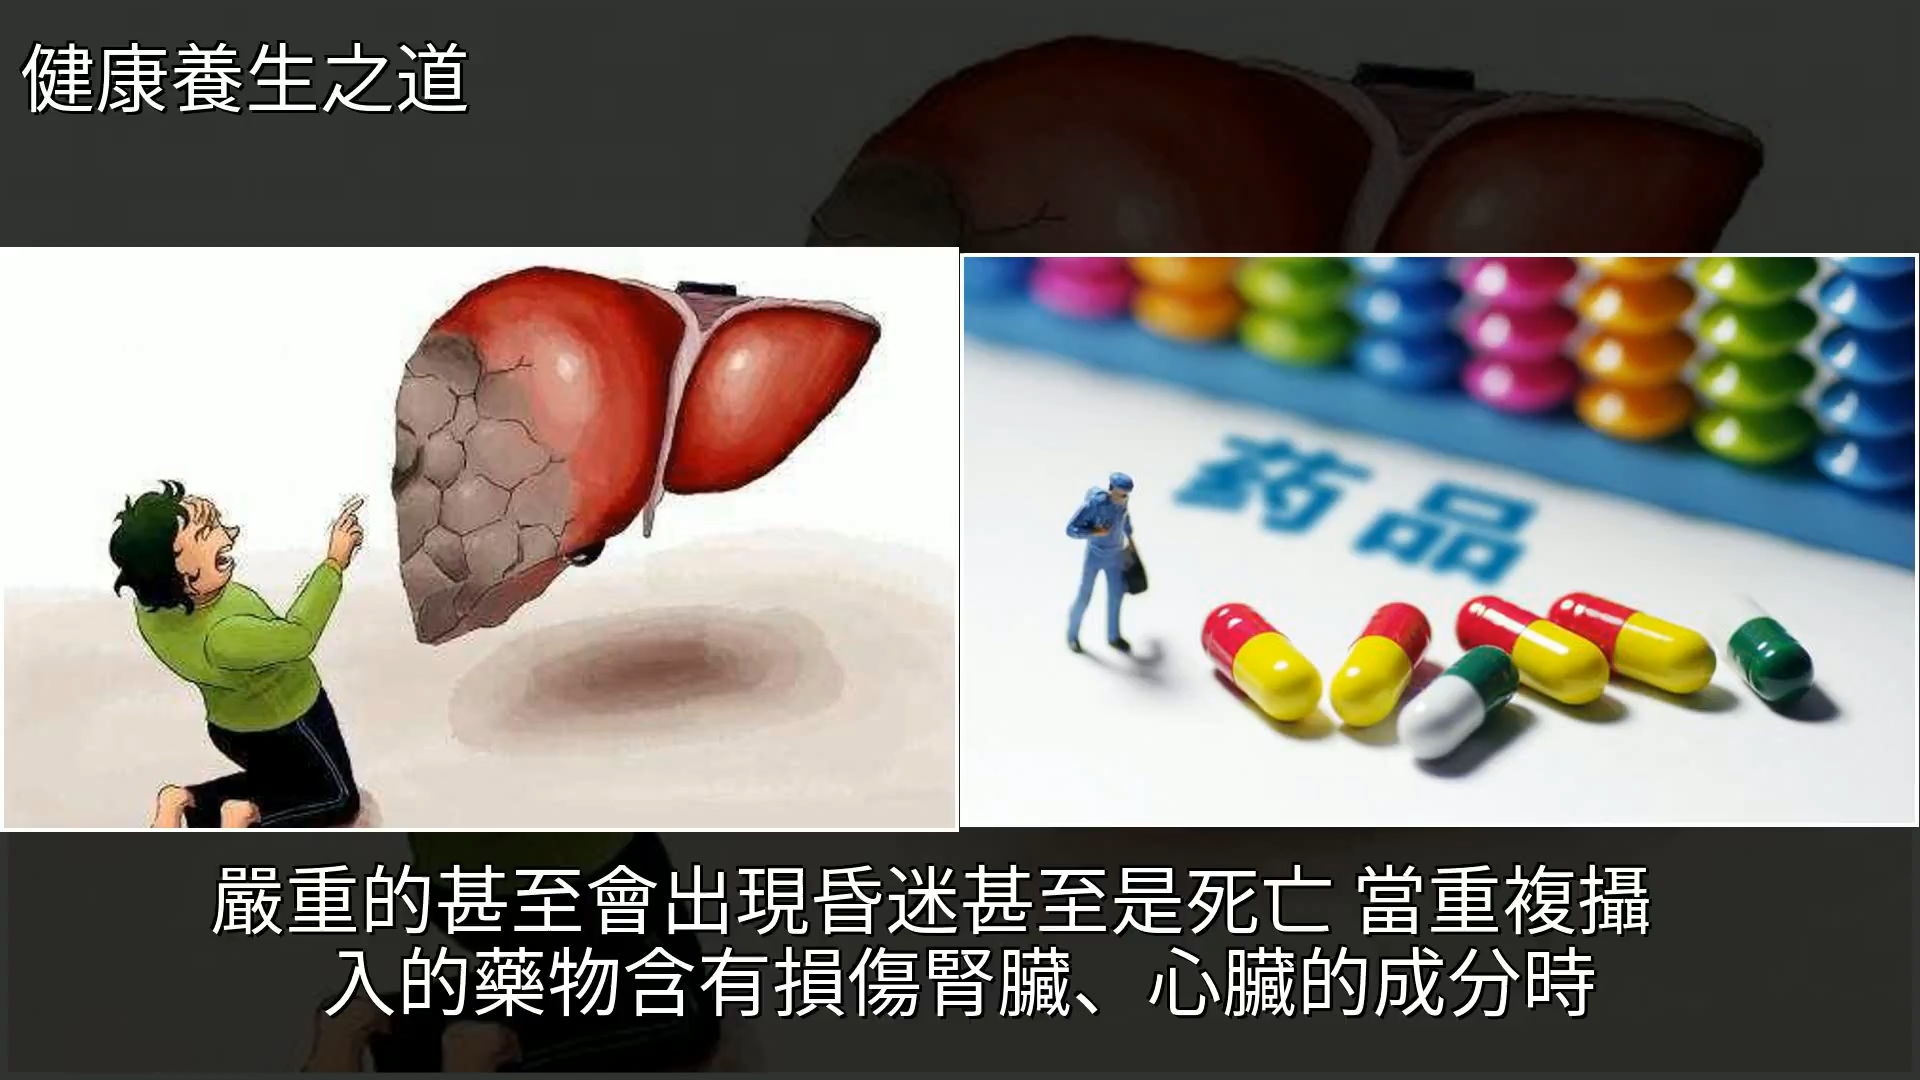 健康養生之道
药品
嚴重的甚至會出現昏迷甚至是死亡 當重複攝
入的藥物含有損傷腎臟、心臟的成分時